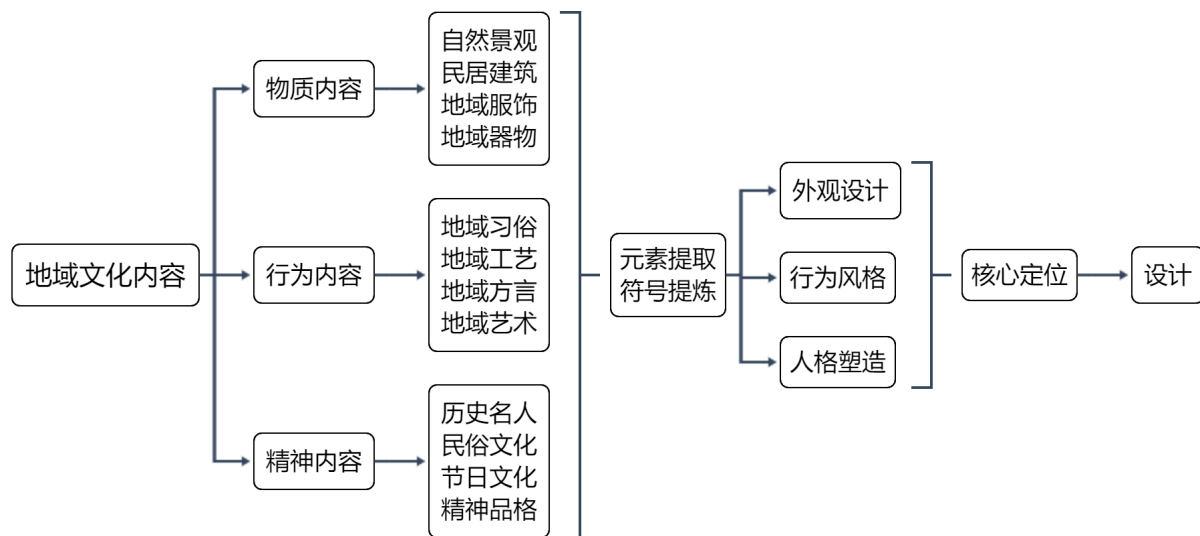 地域文化内容
物质内容
自然景观
民居建筑
地域服饰
地域器物
行为内容
地域习俗
地域工艺
地域方言
地域艺术
精神内容
历史名人
民俗文化
节日文化
精神品格
元素提取
符号提炼
外观设计
行为风格
人格塑造
核心定位
设计